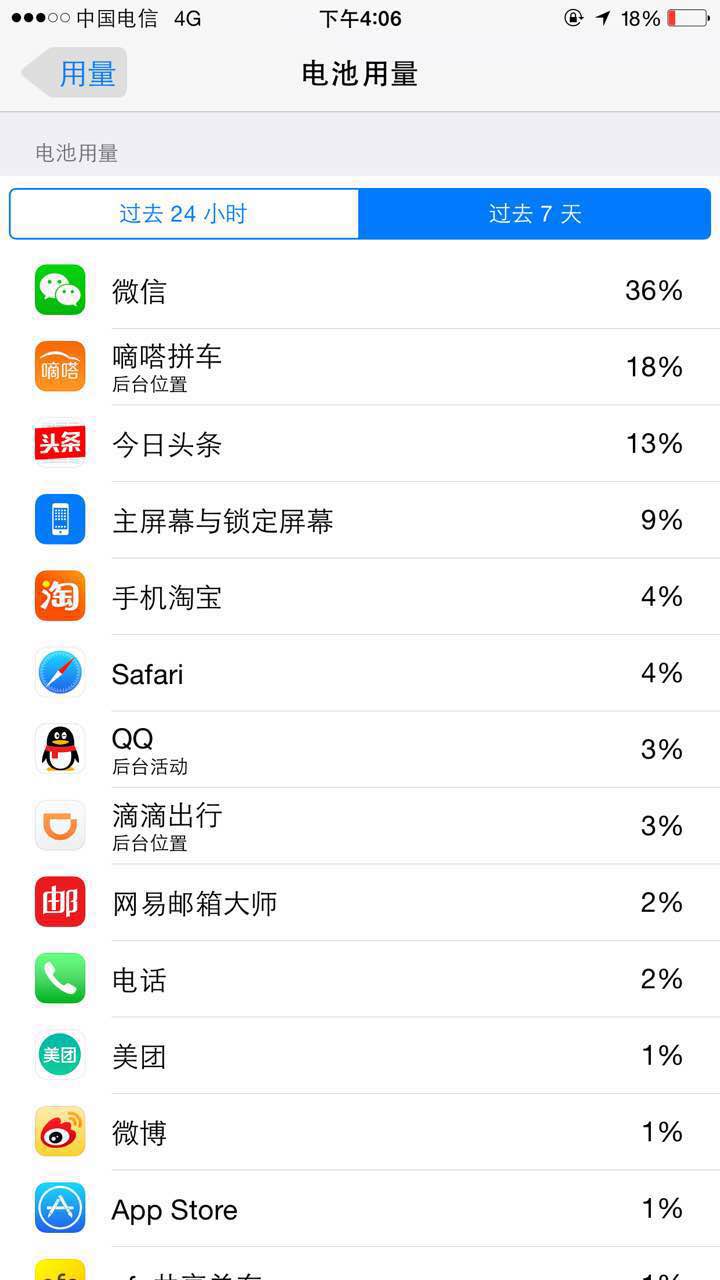 中国电信 4G 下午4:06 18%
用量 电池用量
电池用量
过去 24 小时 过去 7 天
微信 36%
嘀嗒
嘀嗒拼车 18%
后台位置
头条 今日头条 13%
主屏幕与锁定屏幕 9%
淘 手机淘宝 4%
Safari 4%
QQ 3%
后台活动
滴滴出行 3%
后台位置
邮 网易邮箱大师 2%
电话 2%
美团 美团 1%
微博 1%
App Store 1%